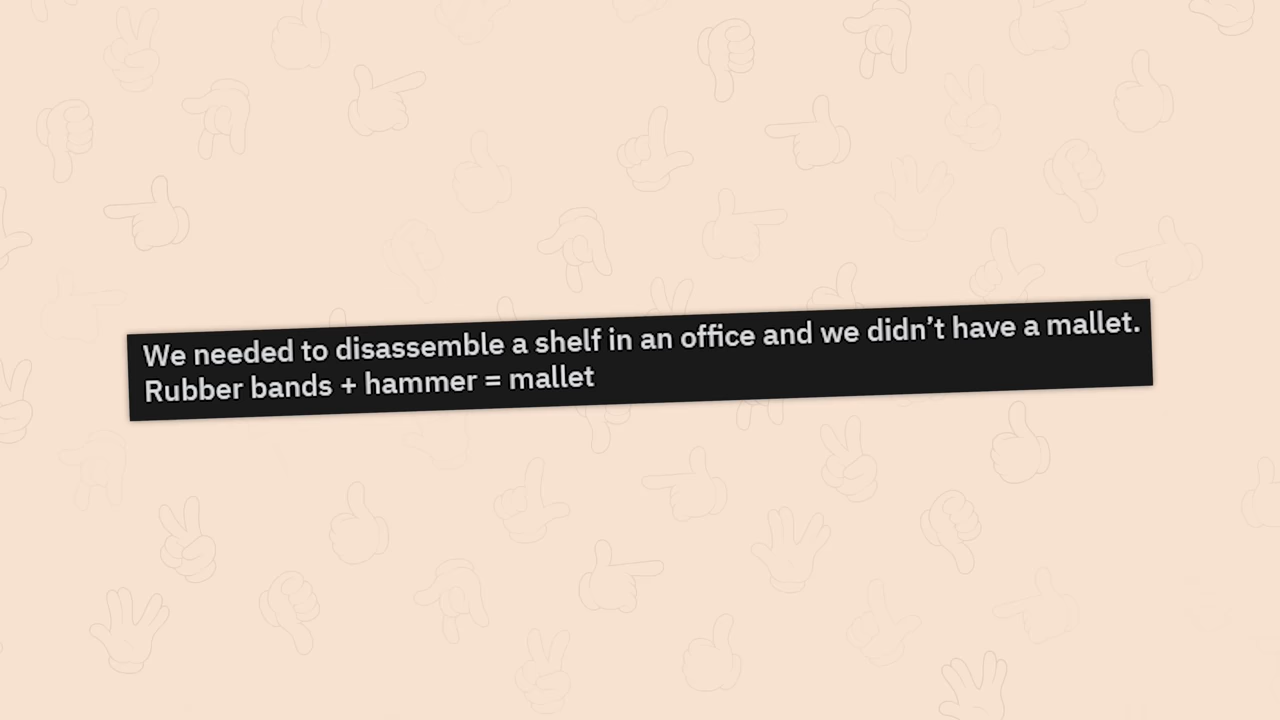 We needed to disassemble a shelf in an office and we didn’t have a mallet.
Rubber bands + hammer = mallet